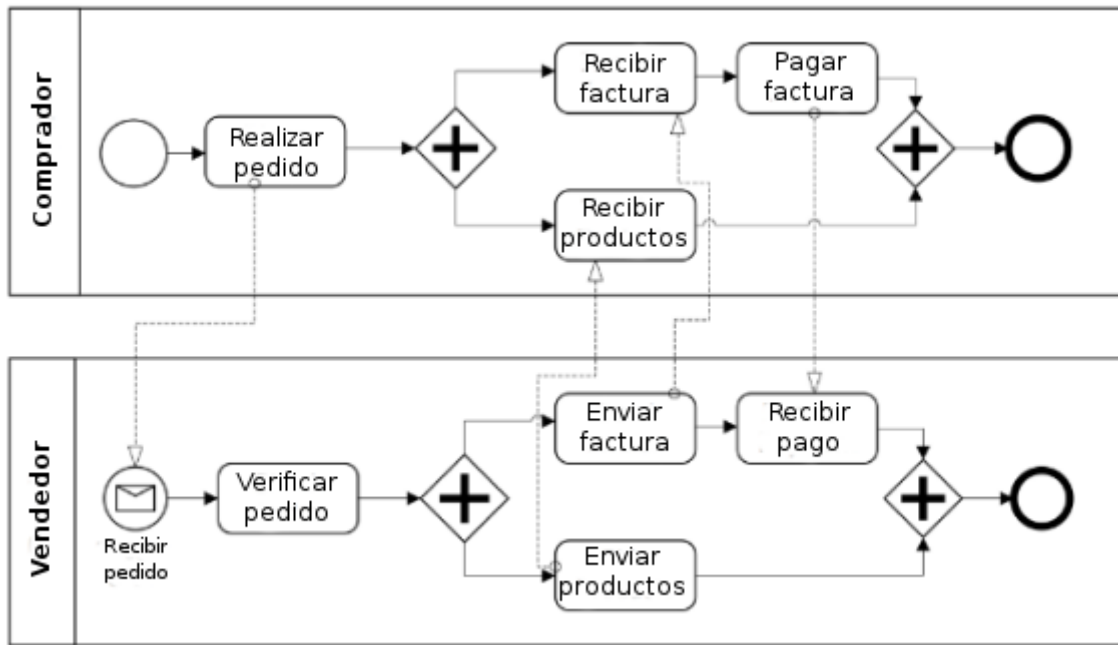 Comprador
Realizar
pedido
Recibir
factura
Pagar
factura
Recibir
productos
Vendedor
Recibir
pedido
Verificar
pedido
Enviar
factura
Recibir
pago
Enviar
productos